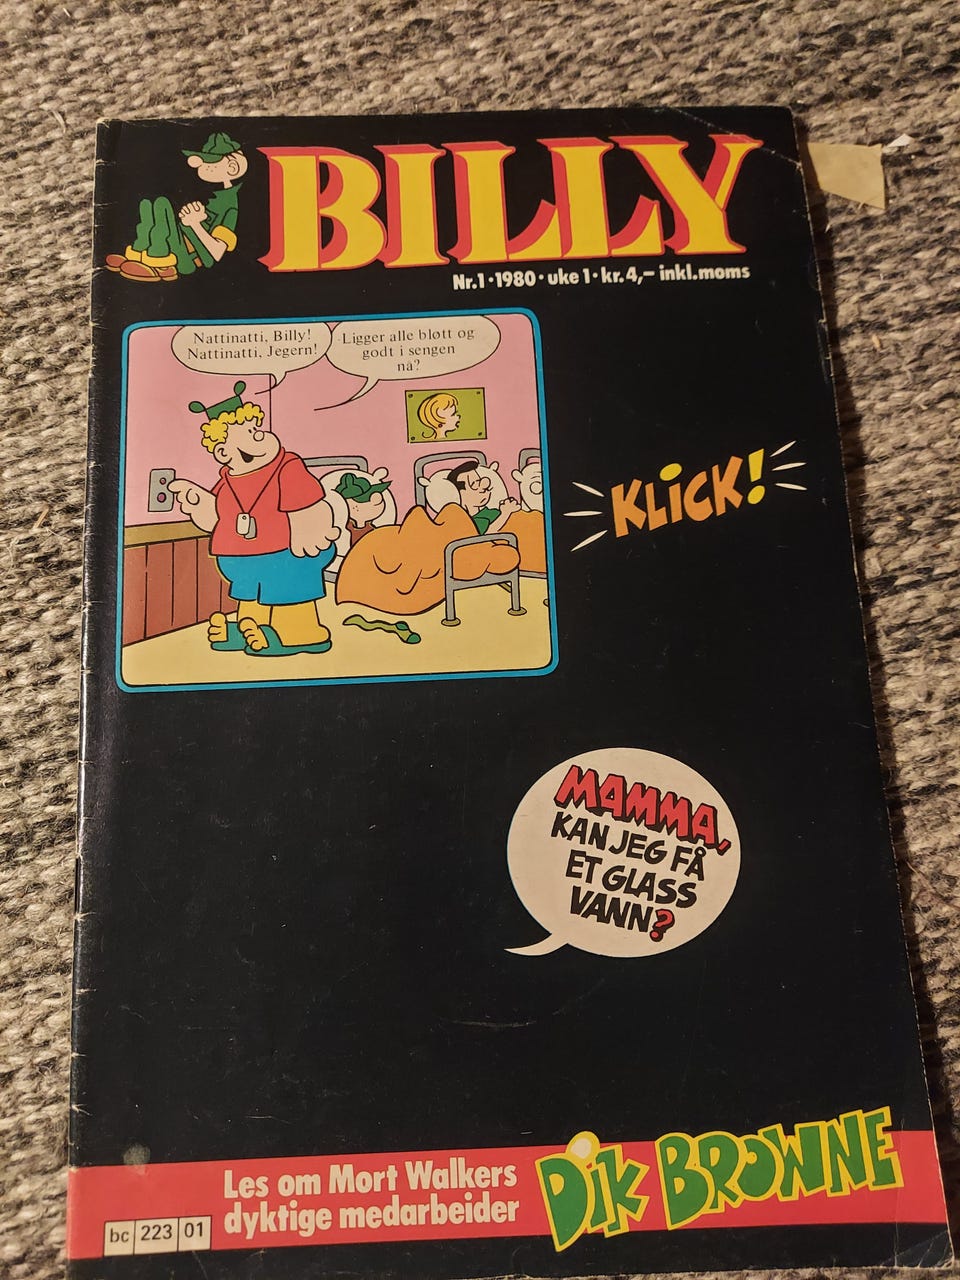 BILLY
Nr.1 • 1980 • uke 1 • kr. 4,– inkl. moms
Nattinatti, Billy!
Nattinatti, Jegern!
Ligger alle bløtt og
godt i sengen
nå?
KLICK!
MAMMA,
KAN JEG FÅ
ET GLASS
VANN?
Les om Mort Walkers
dyktige medarbeider
DiK BROWNE
bc 223 01